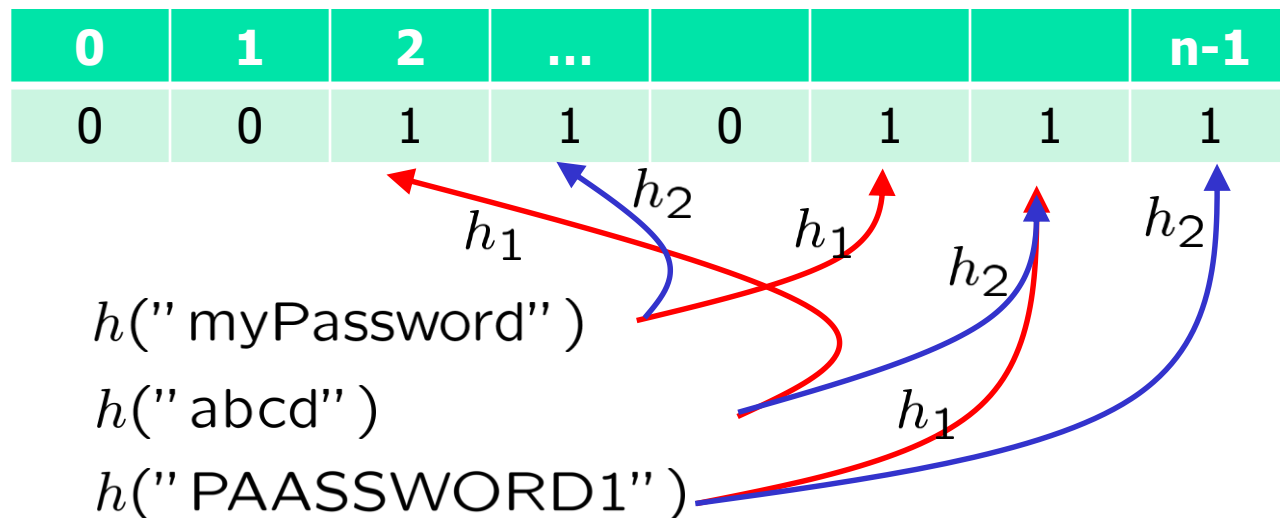 0 1 2 ... n-1
0 0 1 1 0 1 1 1
h₂
h₁ h₁ h₂
h₂
h(”myPassword”)
h(”abcd”) h₁
h(”PAASSWORD1”)